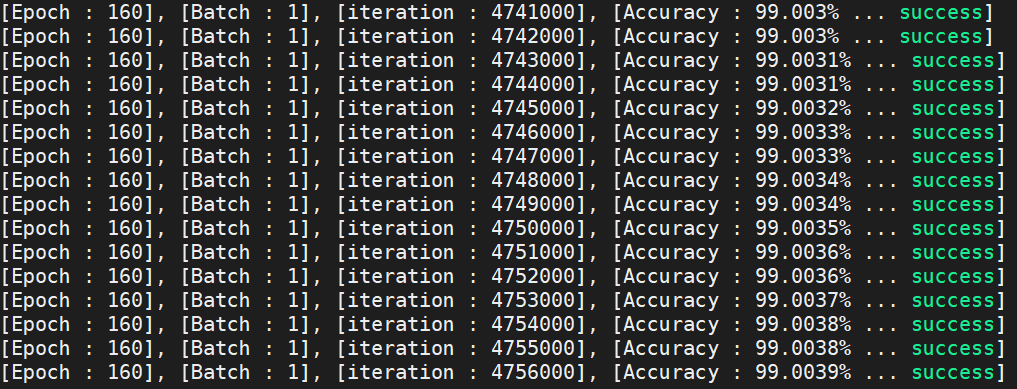 [Epoch : 160], [Batch : 1], [iteration : 4741000], [Accuracy : 99.003% ... success]
[Epoch : 160], [Batch : 1], [iteration : 4742000], [Accuracy : 99.003% ... success]
[Epoch : 160], [Batch : 1], [iteration : 4743000], [Accuracy : 99.0031% ... success]
[Epoch : 160], [Batch : 1], [iteration : 4744000], [Accuracy : 99.0031% ... success]
[Epoch : 160], [Batch : 1], [iteration : 4745000], [Accuracy : 99.0032% ... success]
[Epoch : 160], [Batch : 1], [iteration : 4746000], [Accuracy : 99.0033% ... success]
[Epoch : 160], [Batch : 1], [iteration : 4747000], [Accuracy : 99.0033% ... success]
[Epoch : 160], [Batch : 1], [iteration : 4748000], [Accuracy : 99.0034% ... success]
[Epoch : 160], [Batch : 1], [iteration : 4749000], [Accuracy : 99.0034% ... success]
[Epoch : 160], [Batch : 1], [iteration : 4750000], [Accuracy : 99.0035% ... success]
[Epoch : 160], [Batch : 1], [iteration : 4751000], [Accuracy : 99.0036% ... success]
[Epoch : 160], [Batch : 1], [iteration : 4752000], [Accuracy : 99.0036% ... success]
[Epoch : 160], [Batch : 1], [iteration : 4753000], [Accuracy : 99.0037% ... success]
[Epoch : 160], [Batch : 1], [iteration : 4754000], [Accuracy : 99.0038% ... success]
[Epoch : 160], [Batch : 1], [iteration : 4755000], [Accuracy : 99.0038% ... success]
[Epoch : 160], [Batch : 1], [iteration : 4756000], [Accuracy : 99.0039% ... success]